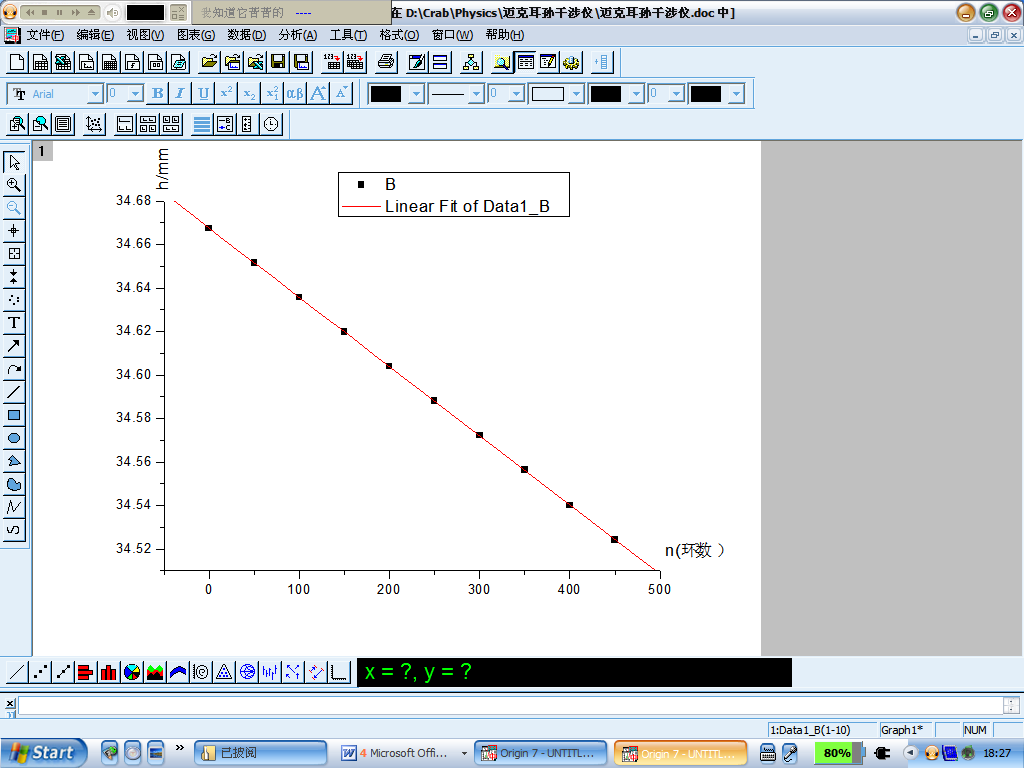 我知道它苦苦的 ----
在 D:\Crab\Physics\迈克耳孙干涉仪\迈克耳孙干涉仪.doc 中]
文件(F) 编辑(E) 视图(V) 图表(G) 数据(D) 分析(A) 工具(T) 格式(O) 窗口(W) 帮助(H)
Arial 0 B I U x² x₂ x²₁ αβ A A 0 0
1
h/mm
B
Linear Fit of Data1_B
34.68
34.66
34.64
34.62
34.60
34.58
34.56
34.54
34.52
n(环数）
0 100 200 300 400 500
x = ?, y = ?
1:Data1_B(1-10) Graph1* NUM
Start » 已披阅 4 Microsoft Offi... Origin 7 - UNTITL... Origin 7 - UNTITL... 80% 18:27